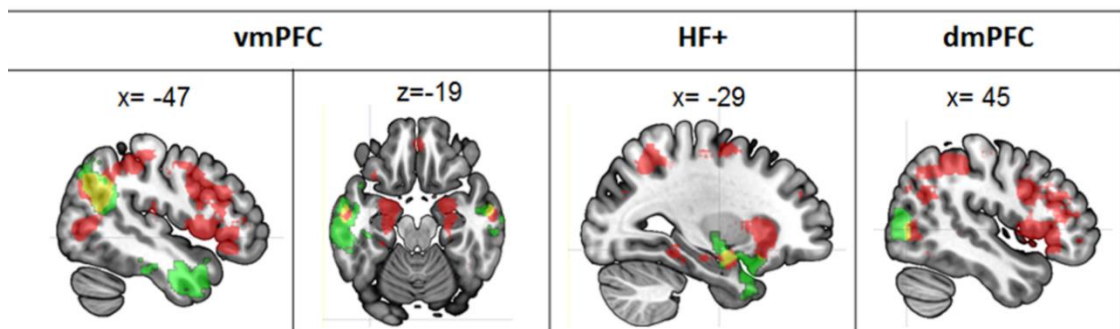 vmPFC HF+ dmPFC
x= -47 z=-19 x= -29 x= 45